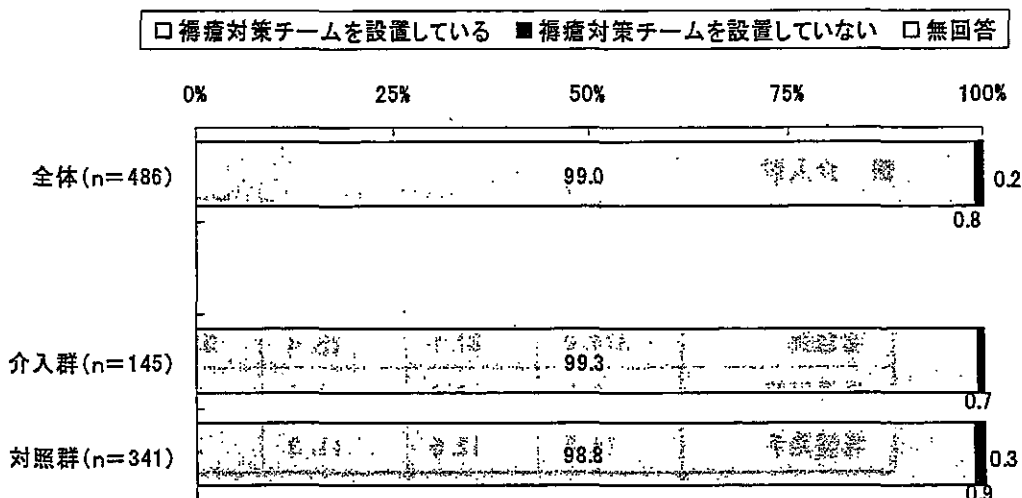 □褥瘡対策チームを設置している ■褥瘡対策チームを設置していない □無回答
0% 25% 50% 75% 100%
全体(n=486) 99.0 0.2
0.8
介入群(n=145) 99.3
0.7
対照群(n=341) 98.8 0.3
0.9